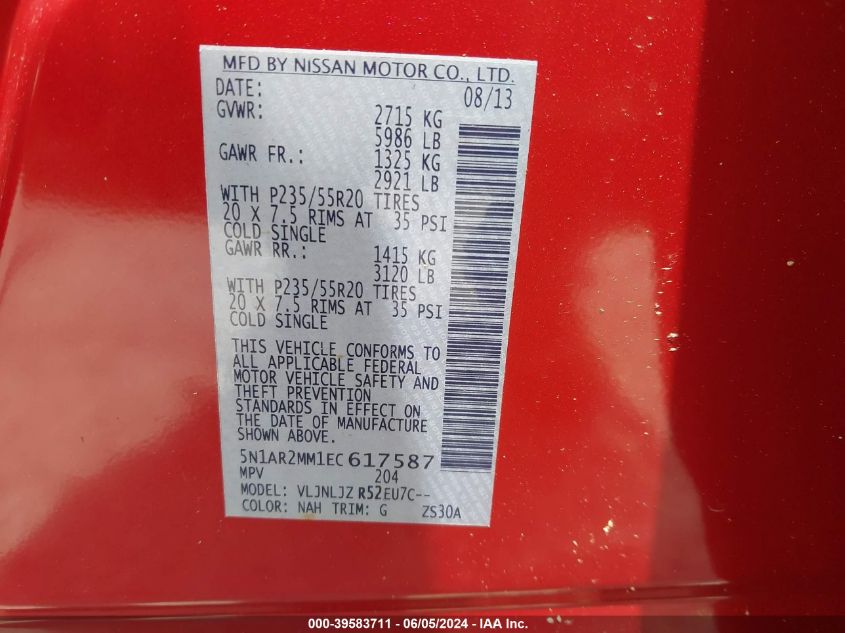 MFD BY NISSAN MOTOR CO., LTD.
DATE: 08/13
GVWR: 2715 KG
5986 LB
GAWR FR.: 1325 KG
2921 LB
WITH P235/55R20 TIRES
20 X 7.5 RIMS AT 35 PSI
COLD SINGLE
GAWR RR.: 1415 KG
3120 LB
WITH P235/55R20 TIRES
20 X 7.5 RIMS AT 35 PSI
COLD SINGLE
THIS VEHICLE CONFORMS TO
ALL APPLICABLE FEDERAL
MOTOR VEHICLE SAFETY AND
THEFT PREVENTION
STANDARDS IN EFFECT ON
THE DATE OF MANUFACTURE
SHOWN ABOVE.
5N1AR2MM1EC617587
MPV 204
MODEL: VLJNLJZ R52EU7C--
COLOR: NAH TRIM: G ZS30A
000-39583711 - 06/05/2024 - IAA Inc.